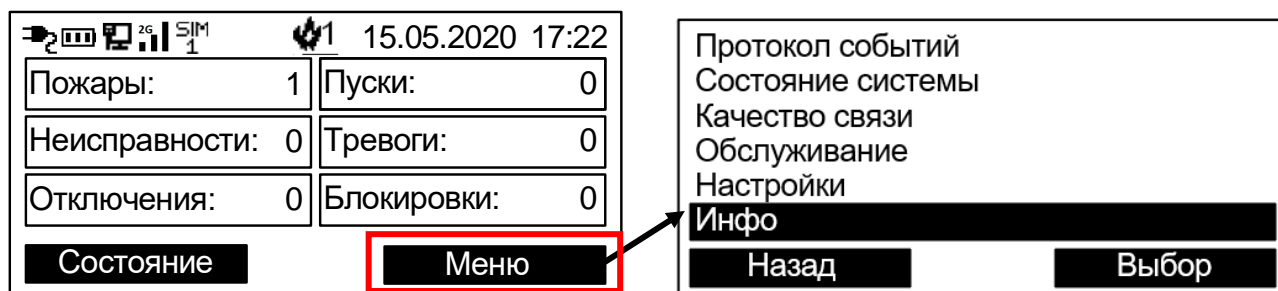 2G SIM 1 1 15.05.2020 17:22
Пожары: 1 Пуски: 0
Неисправности: 0 Тревоги: 0
Отключения: 0 Блокировки: 0
Состояние Меню
Протокол событий
Состояние системы
Качество связи
Обслуживание
Настройки
Инфо
Назад Выбор